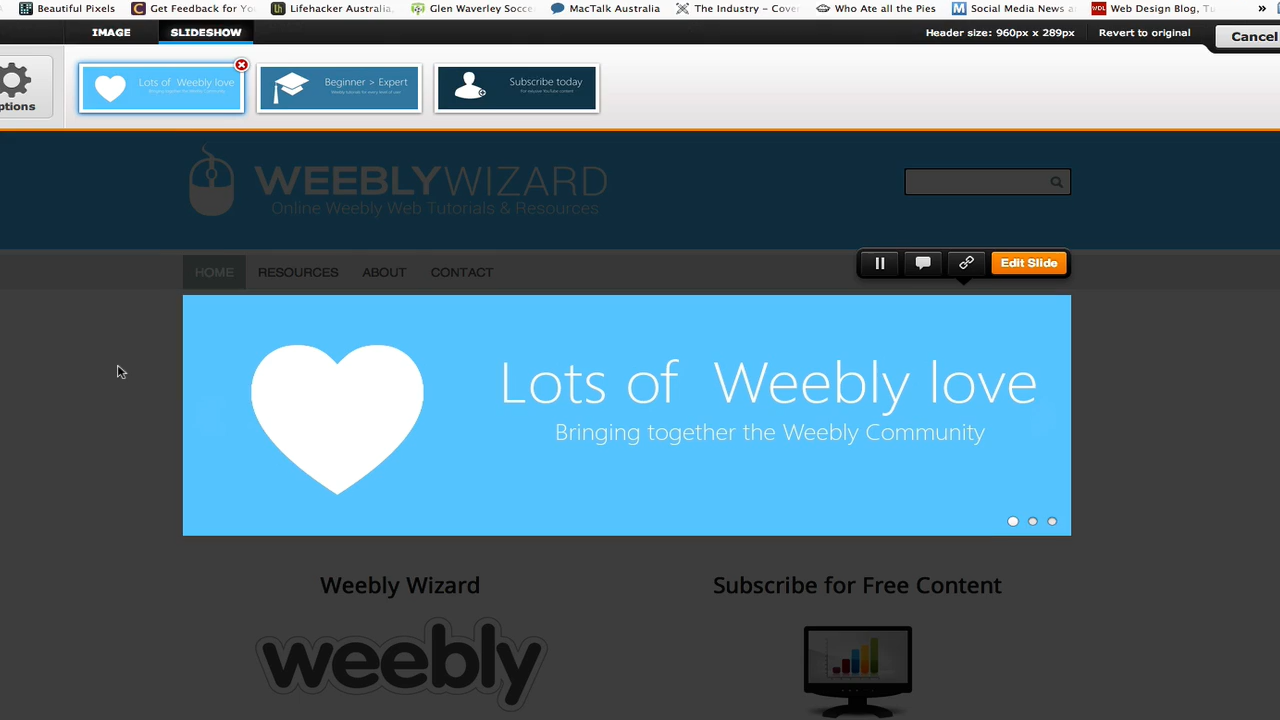 Beautiful Pixels Get Feedback for Yo Lifehacker Australia, Glen Waverley Socce MacTalk Australia The Industry – Cover Who Ate all the Pies Social Media News a Web Design Blog, Tu »
IMAGE SLIDESHOW Header size: 960px x 289px Revert to original Cancel
ptions
Lots of Weebly love
Beginner > Expert
Subscribe today
WEEBLYWIZARD
Online Weebly Web Tutorials & Resources
HOME RESOURCES ABOUT CONTACT
Edit Slide
Lots of Weebly love
Bringing together the Weebly Community
Weebly Wizard Subscribe for Free Content
weebly